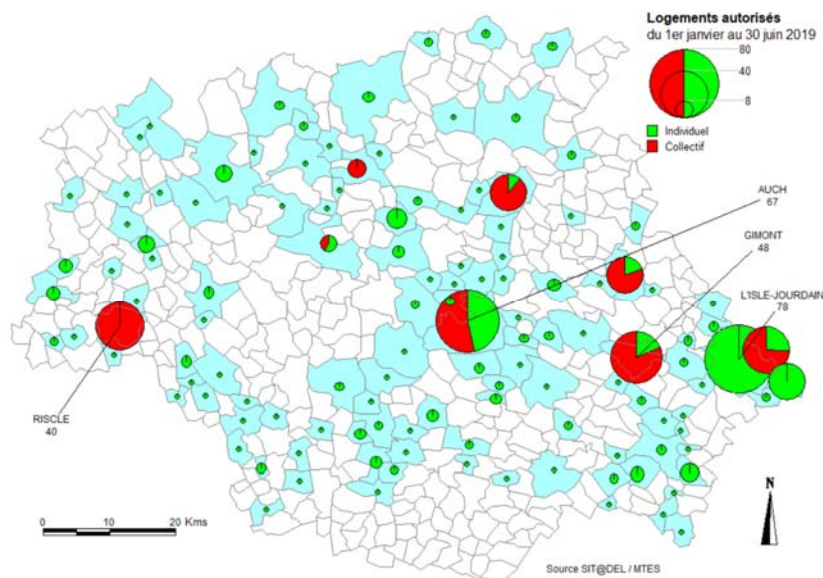 Logements autorisés
du 1er janvier au 30 juin 2019
80
40
8
Individuel
Collectif
AUCH
67
GIMONT
48
L'ISLE-JOURDAIN
78
RISCLE
40
N
0 10 20 Kms
Source SIT@DEL / MTES